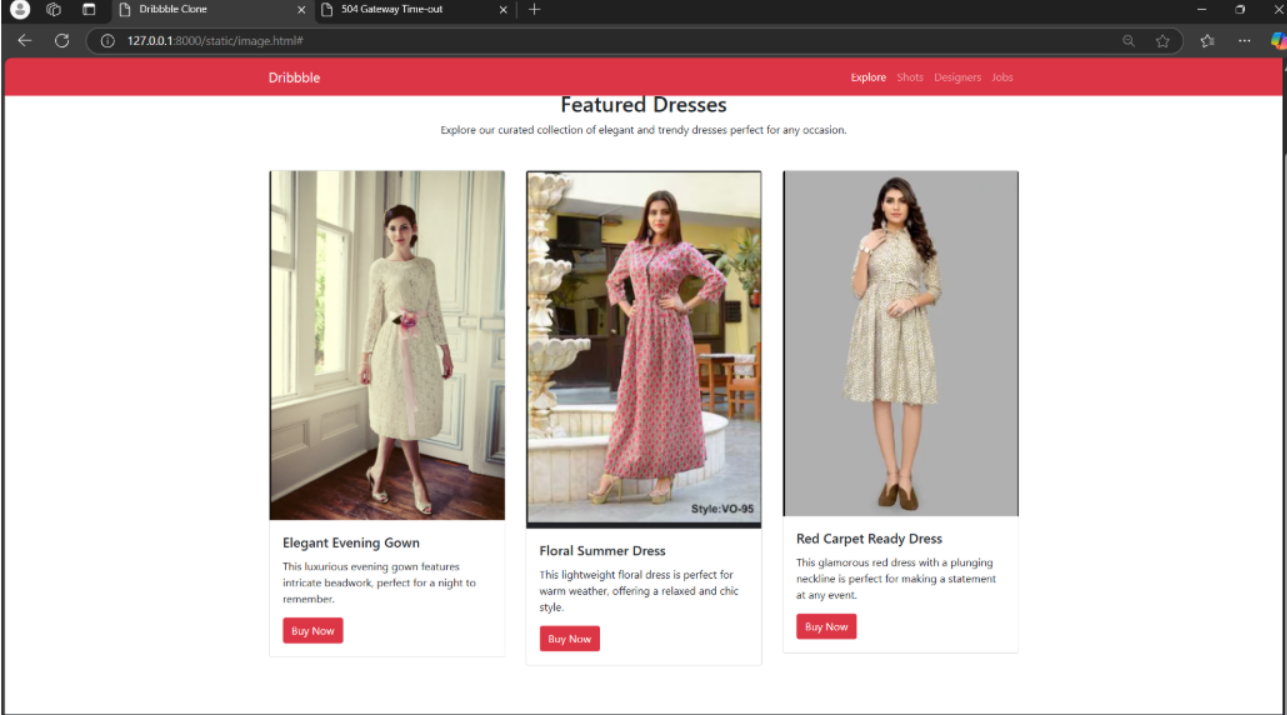 Dribbble Clone
504 Gateway Time-out
127.0.0.1:8000/static/image.html#
Dribbble
Explore Shots Designers Jobs
Featured Dresses
Explore our curated collection of elegant and trendy dresses perfect for any occasion.
Style:VO-95
Elegant Evening Gown
This luxurious evening gown features
intricate beadwork, perfect for a night to
remember.
Buy Now
Floral Summer Dress
This lightweight floral dress is perfect for
warm weather, offering a relaxed and chic
style.
Buy Now
Red Carpet Ready Dress
This glamorous red dress with a plunging
neckline is perfect for making a statement
at any event.
Buy Now